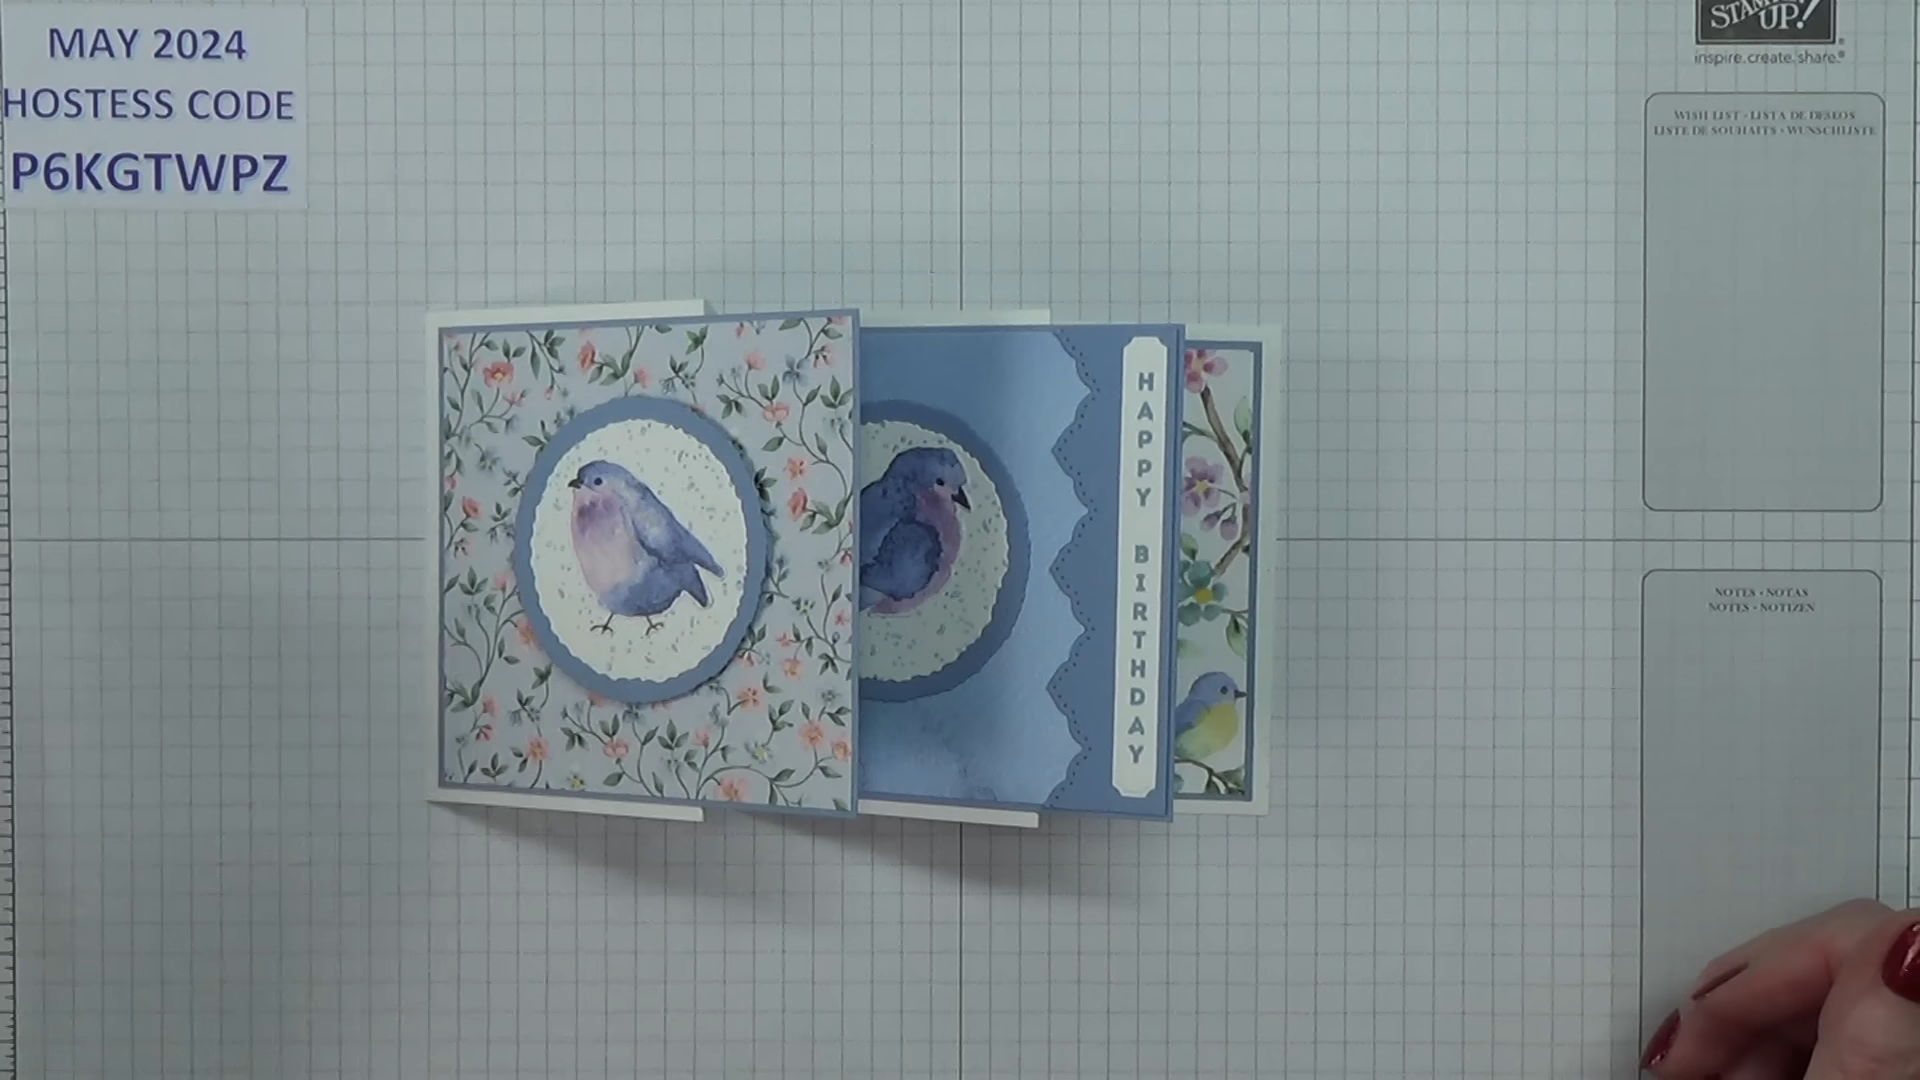 MAY 2024
HOSTESS CODE
P6KGTWPZ
STAMPIN' UP!®
inspire.create.share.®
WISH LIST • LISTA DE DESEOS
LISTE DE SOUHAITS • WUNSCHLISTE
HAPPY BIRTHDAY
NOTES • NOTAS
NOTES • NOTIZEN